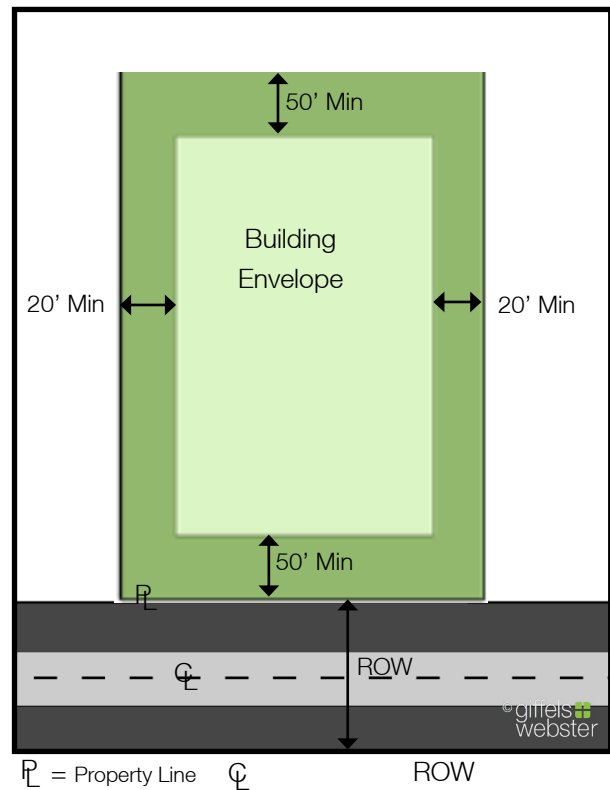 50’ Min
Building
Envelope
20’ Min
20’ Min
50’ Min
PL
CL
ROW
© giffels
webster
PL = Property Line CL ROW